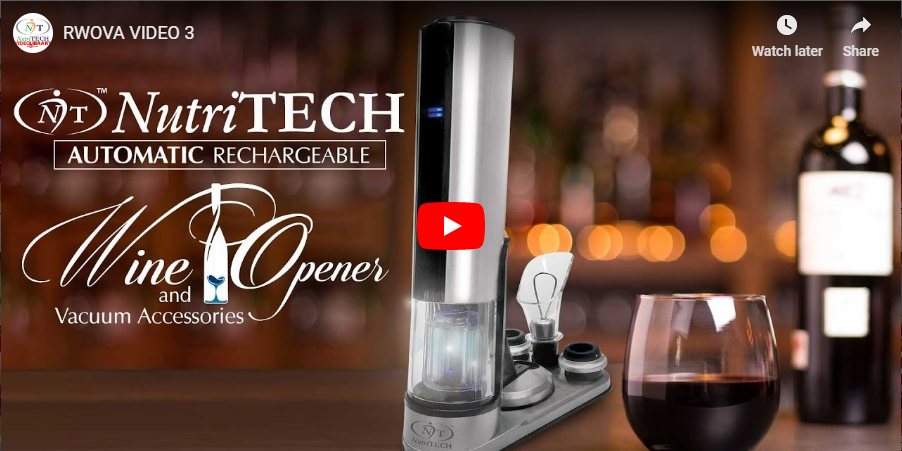 RWOVA VIDEO 3
Watch later
Share
NT™ NutriTECH
AUTOMATIC RECHARGEABLE
Wine Opener
and
Vacuum Accessories
NT
NutriTECH